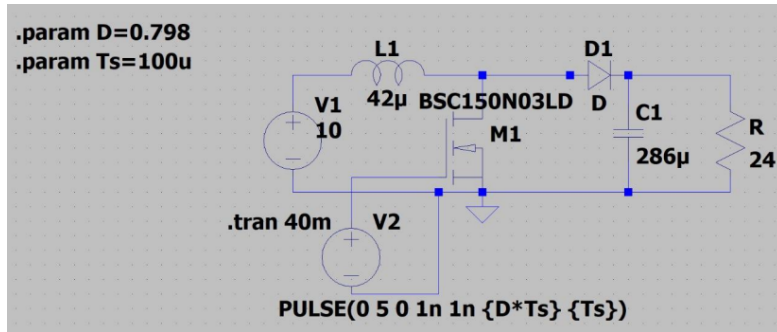 .param D=0.798
.param Ts=100u
L1
42µ
V1
10
BSC150N03LD
M1
D1
D
C1
286µ
R
24
.tran 40m
V2
PULSE(0 5 0 1n 1n {D*Ts} {Ts})